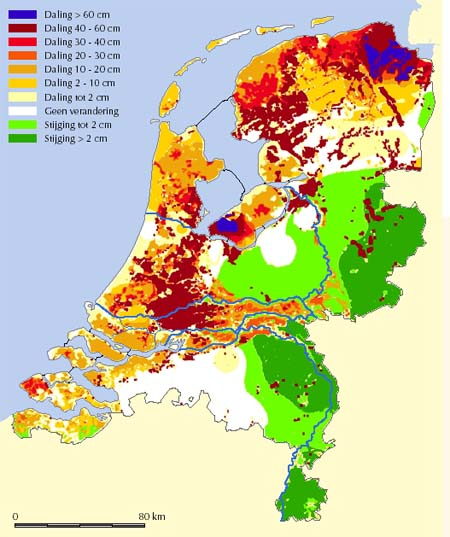 Daling > 60 cm
Daling 40 - 60 cm
Daling 30 - 40 cm
Daling 20 - 30 cm
Daling 10 - 20 cm
Daling 2 - 10 cm
Daling tot 2 cm
Geen verandering
Stijging tot 2 cm
Stijging > 2 cm
0 80 km